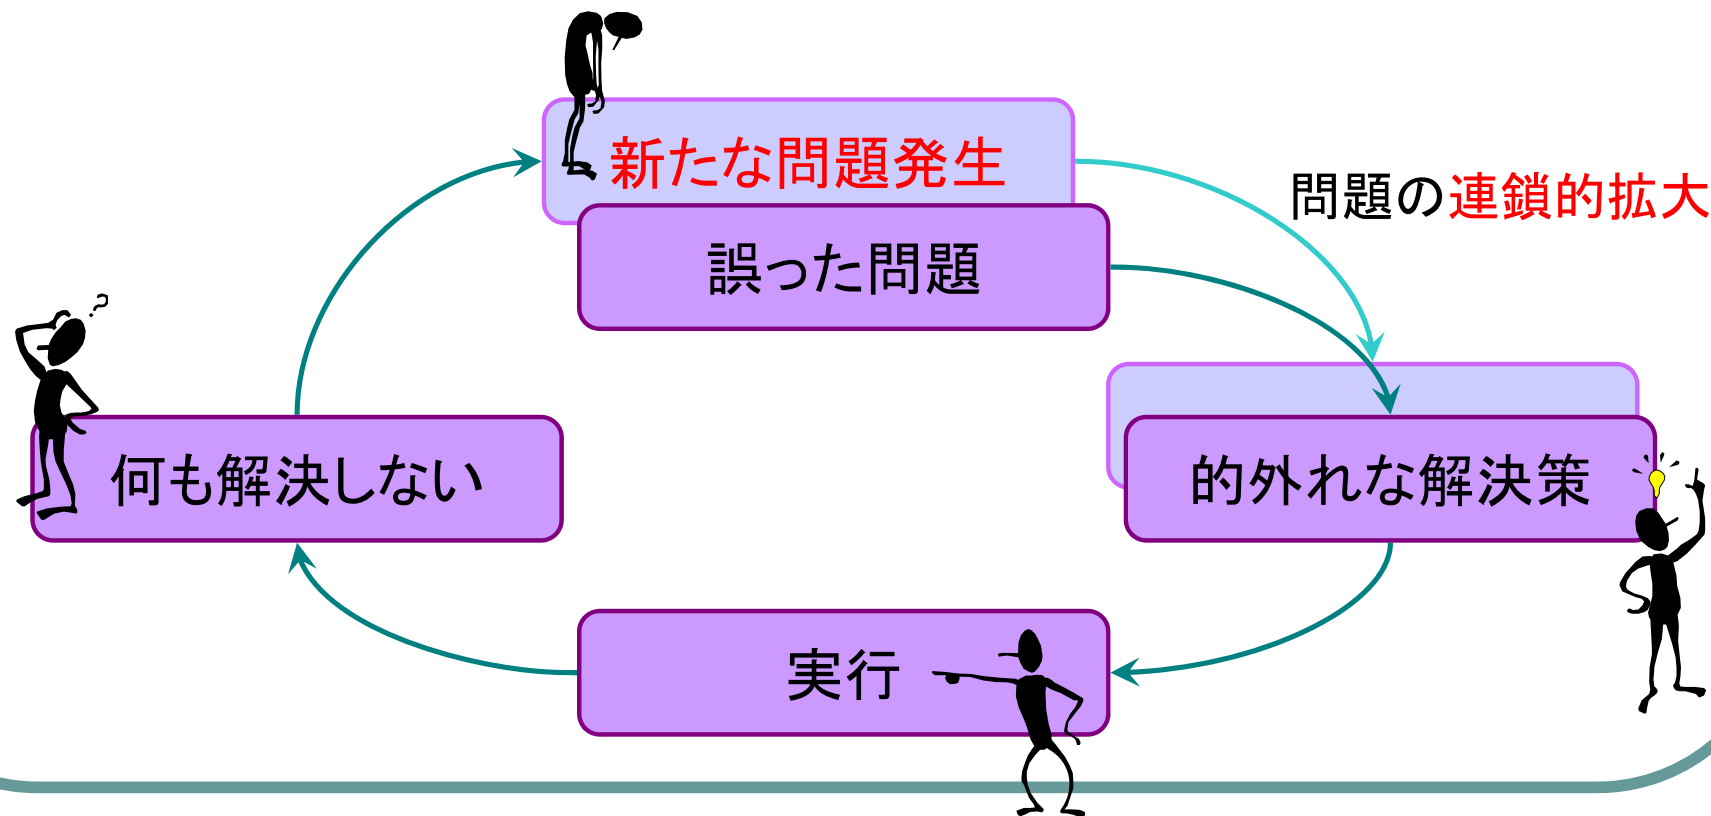 新たな問題発生
問題の連鎖的拡大
誤った問題
何も解決しない
的外れな解決策
実行
?